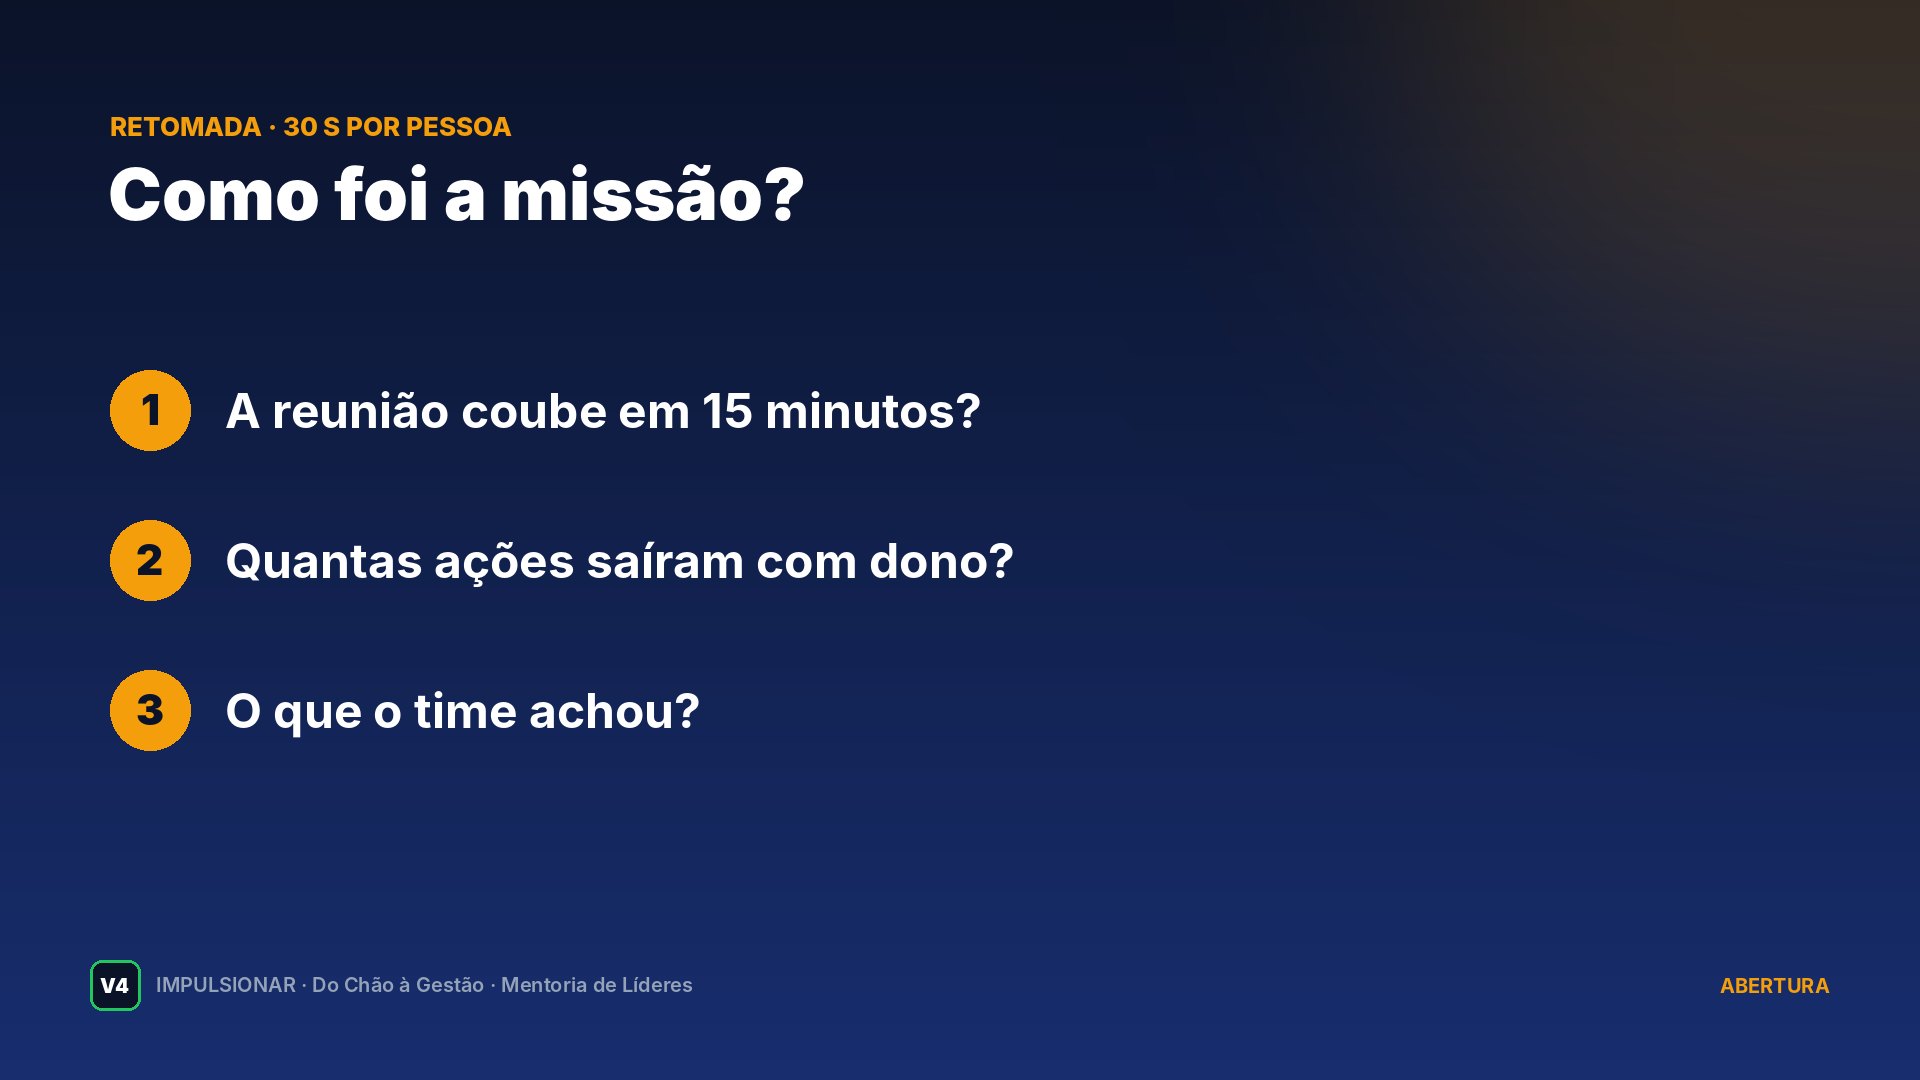 RETOMADA · 30 S POR PESSOA
Como foi a missão?
1 A reunião coube em 15 minutos?
2 Quantas ações saíram com dono?
3 O que o time achou?
V4 IMPULSIONAR · Do Chão à Gestão · Mentoria de Líderes
ABERTURA